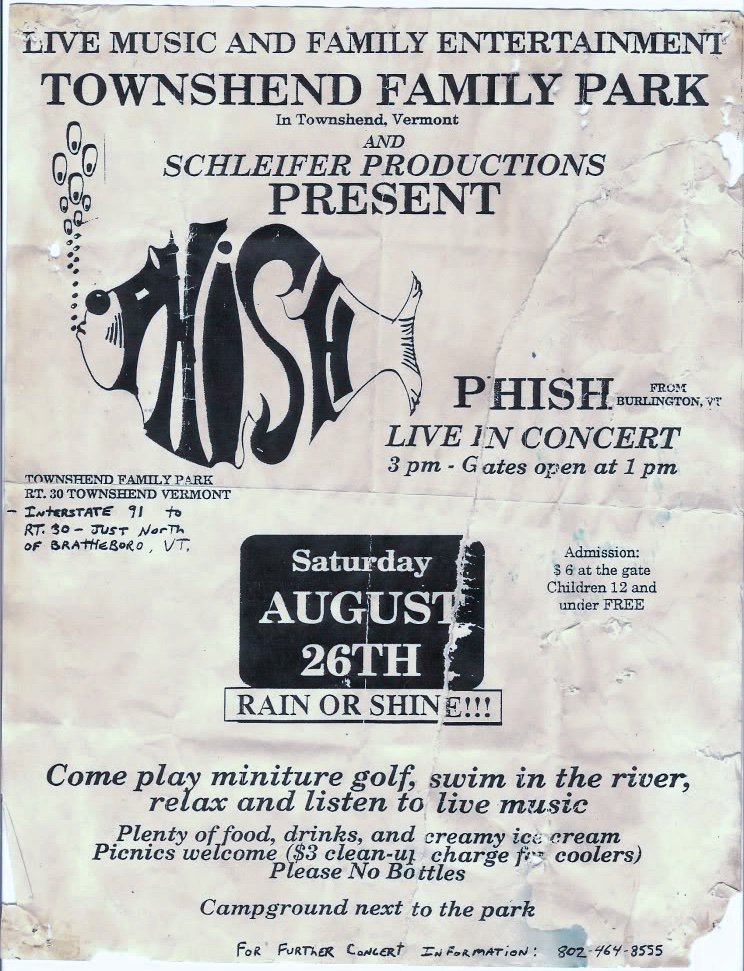 LIVE MUSIC AND FAMILY ENTERTAINMENT
TOWNSHEND FAMILY PARK
In Townshend, Vermont
AND
SCHLEIFER PRODUCTIONS
PRESENT
PHISH
PHISH FROM BURLINGTON, VT
LIVE IN CONCERT
3 pm - Gates open at 1 pm
TOWNSHEND FAMILY PARK
RT. 30 TOWNSHEND VERMONT
- INTERSTATE 91 to
RT. 30 - JUST NORTH
OF BRATTLEBORO, VT.
Saturday
AUGUST
26TH
RAIN OR SHINE!!!
Admission:
$6 at the gate
Children 12 and
under FREE
Come play miniture golf, swim in the river,
relax and listen to live music
Plenty of food, drinks, and creamy ice cream
Picnics welcome ($3 clean-up charge for coolers)
Please No Bottles
Campground next to the park
FOR FURTHER CONCERT INFORMATION: 802-464-8555